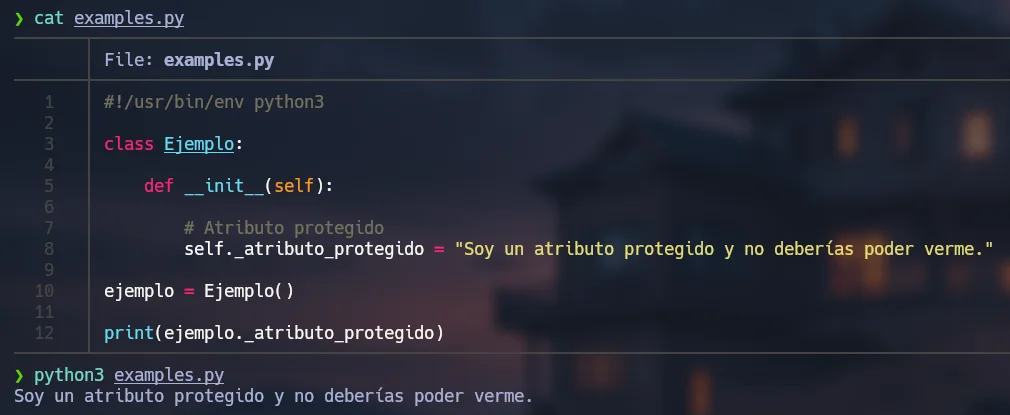 ❯ cat examples.py
File: examples.py
1 #!/usr/bin/env python3
2
3 class Ejemplo:
4
5     def __init__(self):
6
7         # Atributo protegido
8         self._atributo_protegido = "Soy un atributo protegido y no deberías poder verme."
9
10 ejemplo = Ejemplo()
11
12 print(ejemplo._atributo_protegido)
❯ python3 examples.py
Soy un atributo protegido y no deberías poder verme.